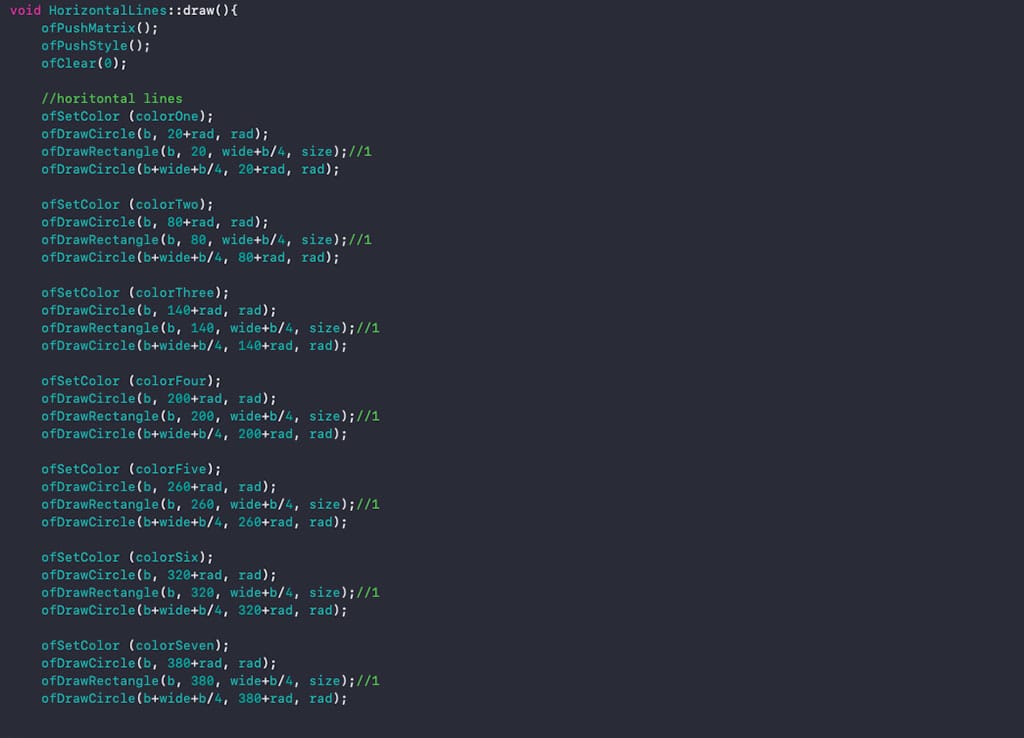 void HorizontalLines::draw(){
    ofPushMatrix();
    ofPushStyle();
    ofClear(0);

    //horitontal lines
    ofSetColor (colorOne);
    ofDrawCircle(b, 20+rad, rad);
    ofDrawRectangle(b, 20, wide+b/4, size);//1
    ofDrawCircle(b+wide+b/4, 20+rad, rad);

    ofSetColor (colorTwo);
    ofDrawCircle(b, 80+rad, rad);
    ofDrawRectangle(b, 80, wide+b/4, size);//1
    ofDrawCircle(b+wide+b/4, 80+rad, rad);

    ofSetColor (colorThree);
    ofDrawCircle(b, 140+rad, rad);
    ofDrawRectangle(b, 140, wide+b/4, size);//1
    ofDrawCircle(b+wide+b/4, 140+rad, rad);

    ofSetColor (colorFour);
    ofDrawCircle(b, 200+rad, rad);
    ofDrawRectangle(b, 200, wide+b/4, size);//1
    ofDrawCircle(b+wide+b/4, 200+rad, rad);

    ofSetColor (colorFive);
    ofDrawCircle(b, 260+rad, rad);
    ofDrawRectangle(b, 260, wide+b/4, size);//1
    ofDrawCircle(b+wide+b/4, 260+rad, rad);

    ofSetColor (colorSix);
    ofDrawCircle(b, 320+rad, rad);
    ofDrawRectangle(b, 320, wide+b/4, size);//1
    ofDrawCircle(b+wide+b/4, 320+rad, rad);

    ofSetColor (colorSeven);
    ofDrawCircle(b, 380+rad, rad);
    ofDrawRectangle(b, 380, wide+b/4, size);//1
    ofDrawCircle(b+wide+b/4, 380+rad, rad);